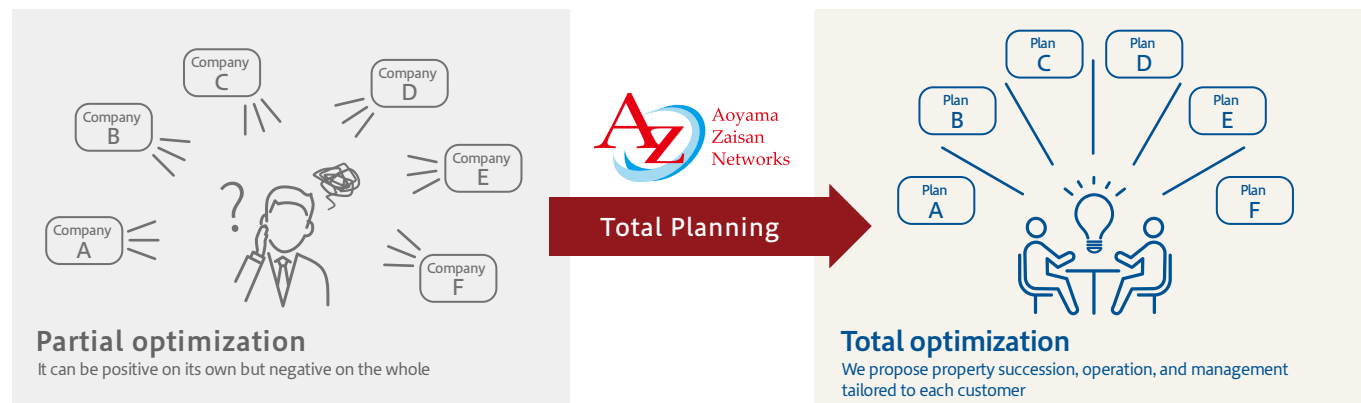 Company
A
Company
B
Company
C
Company
D
Company
E
Company
F
?
Partial optimization
It can be positive on its own but negative on the whole
AZ
Aoyama
Zaisan
Networks
Total Planning
Plan
A
Plan
B
Plan
C
Plan
D
Plan
E
Plan
F
Total optimization
We propose property succession, operation, and management
tailored to each customer